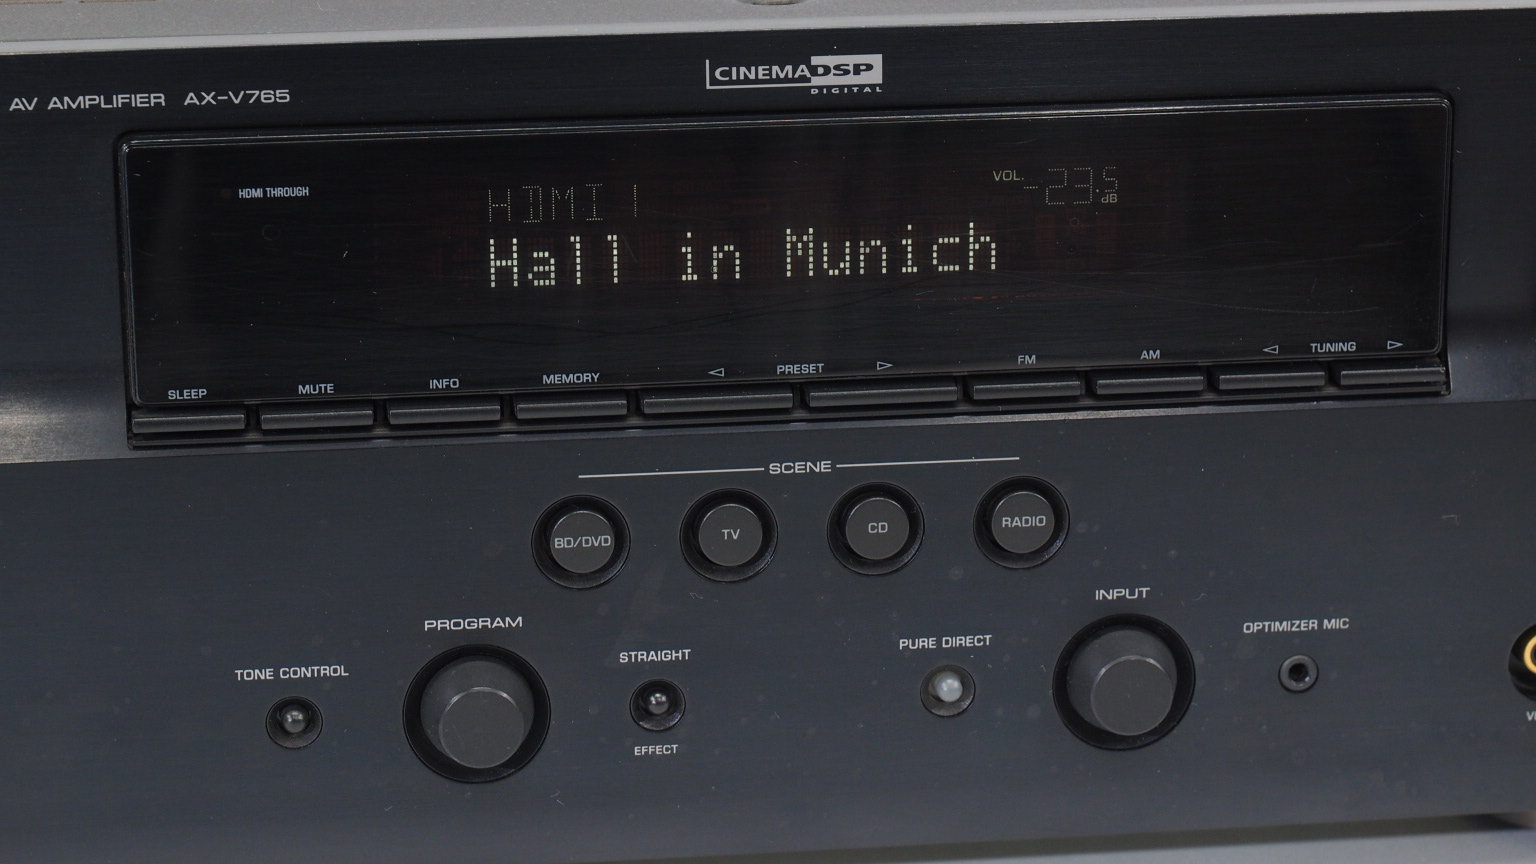 AV AMPLIFIER AX-V765
CINEMA DSP
DIGITAL
HDMI THROUGH
HDMI1
VOL. -23.5 dB
Hall in Munich
SLEEP MUTE INFO MEMORY PRESET FM AM TUNING
SCENE
BD/DVD TV CD RADIO
TONE CONTROL PROGRAM STRAIGHT PURE DIRECT INPUT OPTIMIZER MIC
EFFECT